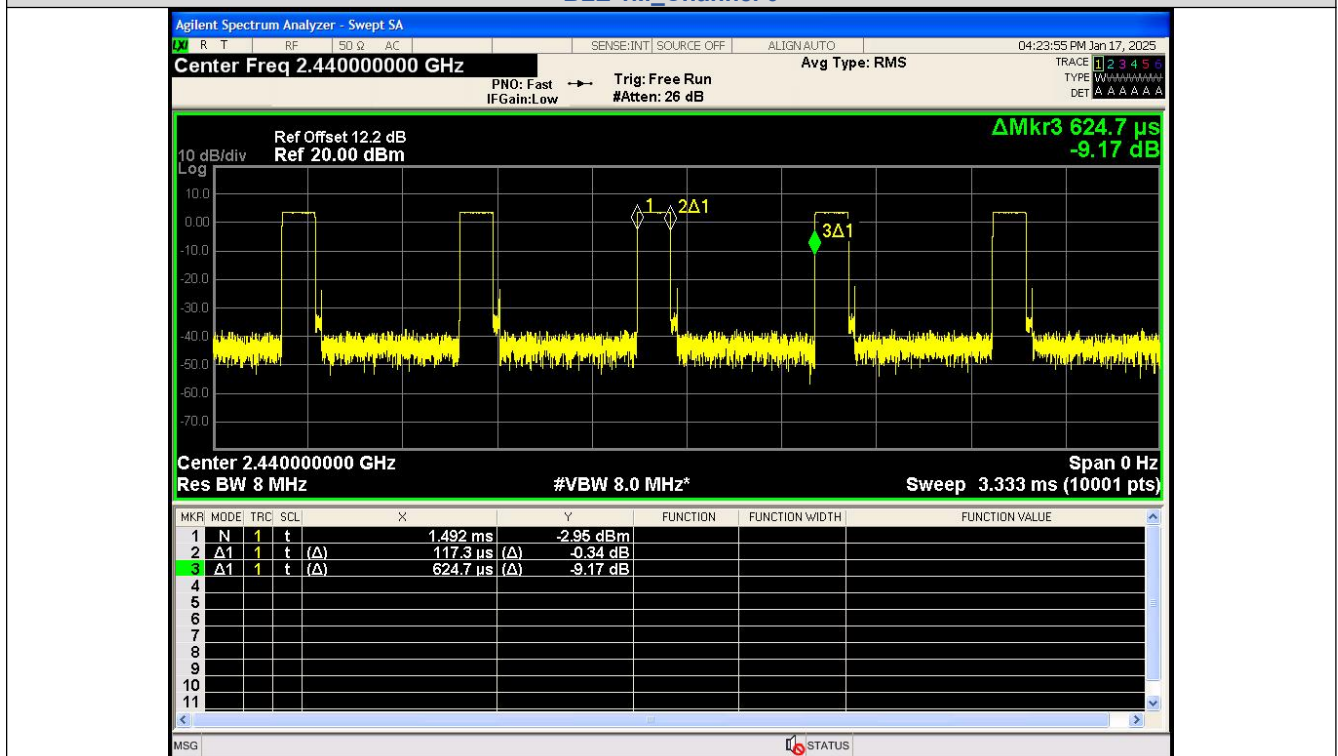 Agilent Spectrum Analyzer - Swept SA
LXI R T RF 50 Ω AC SENSE:INT SOURCE OFF ALIGN AUTO 04:23:55 PM Jan 17, 2025
Center Freq 2.440000000 GHz Avg Type: RMS TRACE 1 2 3 4 5 6
PNO: Fast Trig: Free Run TYPE WWWWWW
IFGain:Low #Atten: 26 dB DET A A A A A A
ΔMkr3 624.7 µs
Ref Offset 12.2 dB
10 dB/div Ref 20.00 dBm -9.17 dB
Log
10.0
1 2Δ1
0.00
3Δ1
-10.0
-20.0
-30.0
-40.0
-50.0
-60.0
-70.0
Center 2.440000000 GHz Span 0 Hz
Res BW 8 MHz #VBW 8.0 MHz* Sweep 3.333 ms (10001 pts)
MKR MODE TRC SCL X Y FUNCTION FUNCTION WIDTH FUNCTION VALUE
1 N 1 t 1.492 ms -2.95 dBm
2 Δ1 1 t (Δ) 117.3 µs (Δ) -0.34 dB
3 Δ1 1 t (Δ) 624.7 µs (Δ) -9.17 dB
4
5
6
7
8
9
10
11
MSG STATUS